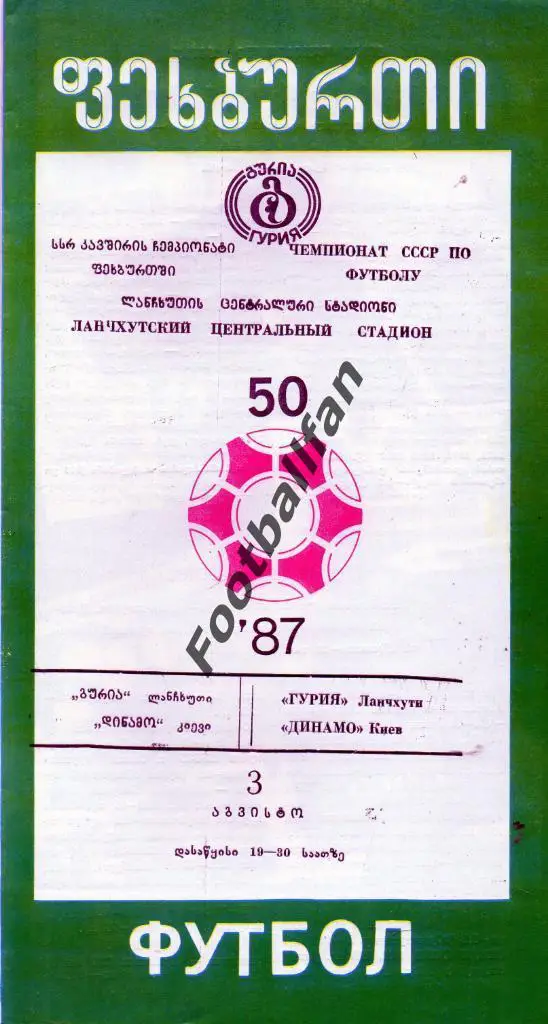 ფეხბურთი
გურია
ГУРИЯ
სსრ კავშირის ჩემპიონატი
ფეხბურთში
ЧЕМПИОНАТ СССР ПО
ФУТБОЛУ
ლანჩხუთის ცენტრალური სტადიონი
ЛАНЧХУТСКИЙ ЦЕНТРАЛЬНЫЙ СТАДИОН
50
Footballfan
'87
„გურია“ ლანჩხუთი
„დინამო“ კიევი
«ГУРИЯ» Ланчхути
«ДИНАМО» Киев
3
აგვისტო
დასაწყისი 19—30 საათზე
ФУТБОЛ